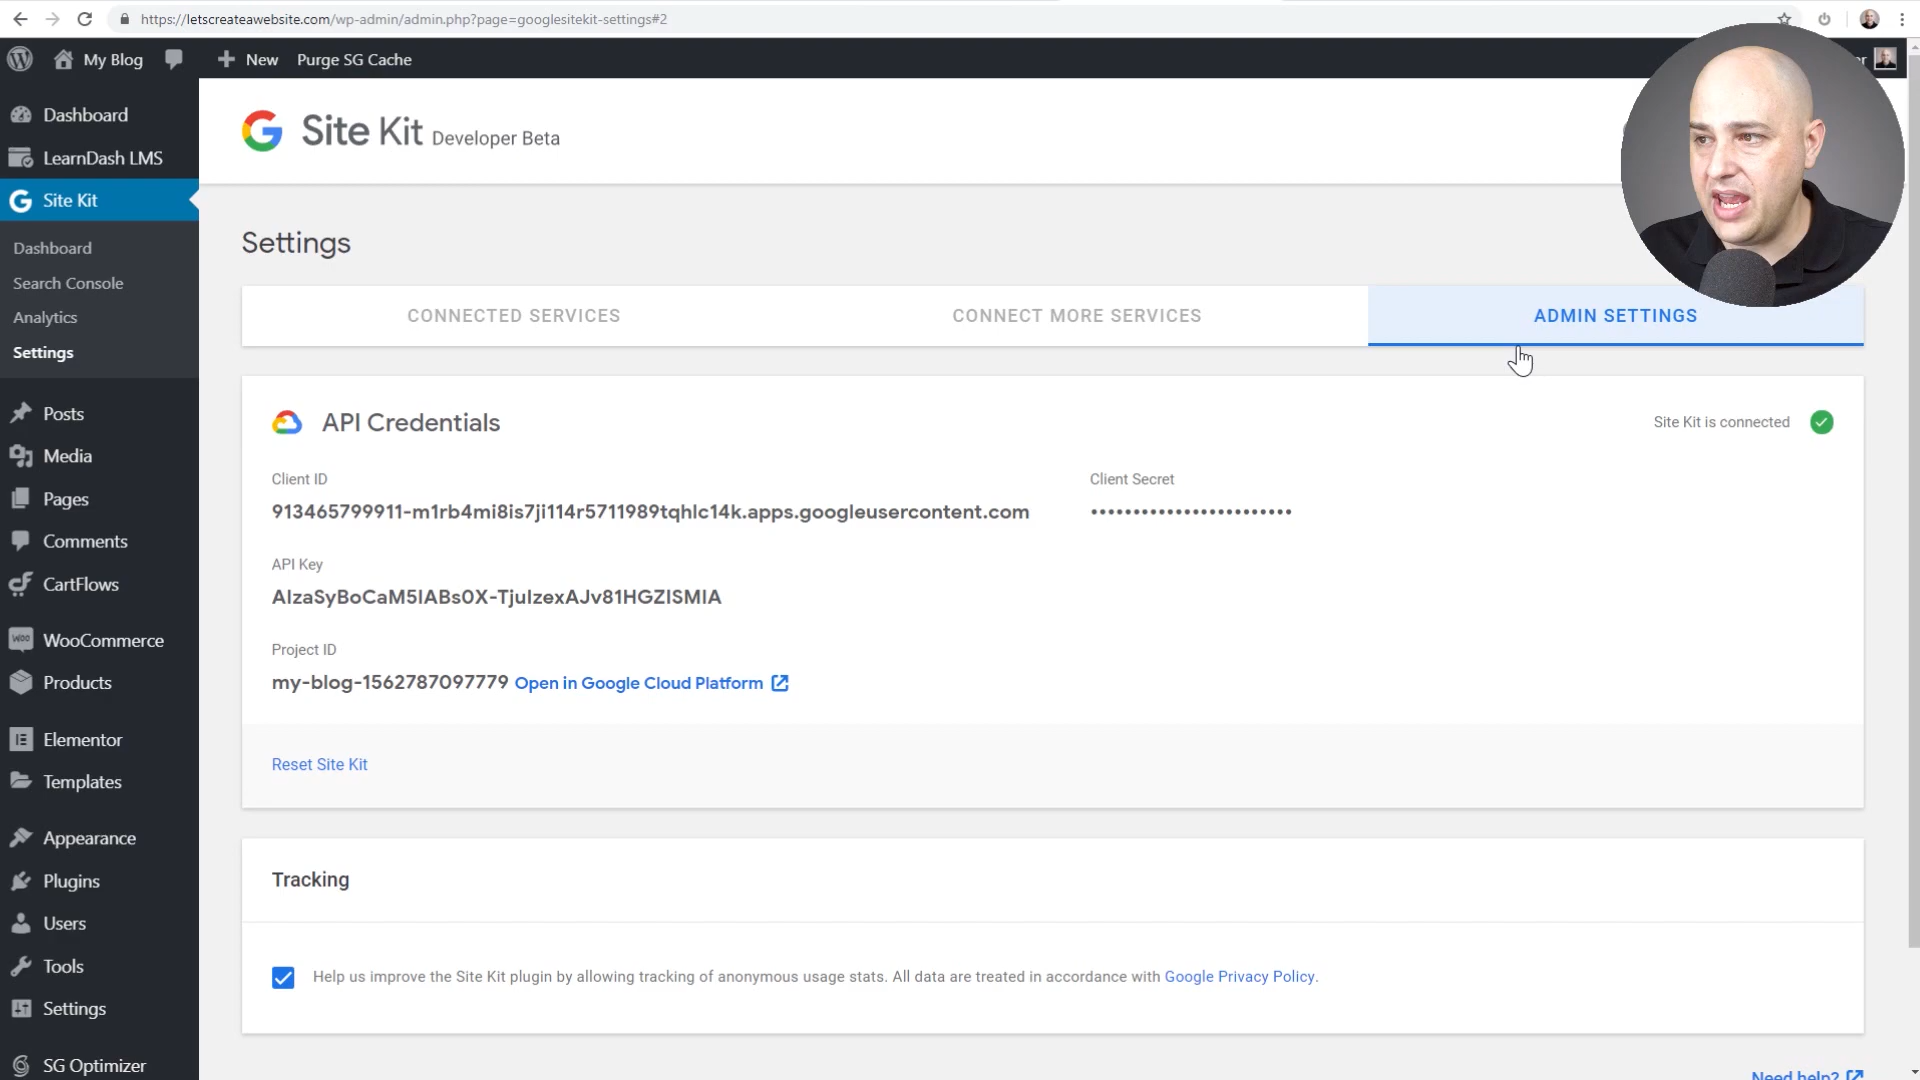 https://letscreateawebsite.com/wp-admin/admin.php?page=googlesitekit-settings#2
My Blog
New
Purge SG Cache
Dashboard
LearnDash LMS
Site Kit
Dashboard
Search Console
Analytics
Settings
Posts
Media
Pages
Comments
CartFlows
WooCommerce
Products
Elementor
Templates
Appearance
Plugins
Users
Tools
Settings
SG Optimizer
Site Kit Developer Beta
Settings
CONNECTED SERVICES
CONNECT MORE SERVICES
ADMIN SETTINGS
API Credentials
Site Kit is connected
Client ID
Client Secret
913465799911-m1rb4mi8is7ji114r5711989tqhlc14k.apps.googleusercontent.com
API Key
AIzaSyBoCaM5IABs0X-TjuIzexAJv81HGZISMIA
Project ID
my-blog-1562787097779 Open in Google Cloud Platform
Reset Site Kit
Tracking
Help us improve the Site Kit plugin by allowing tracking of anonymous usage stats. All data are treated in accordance with Google Privacy Policy.
Need help?